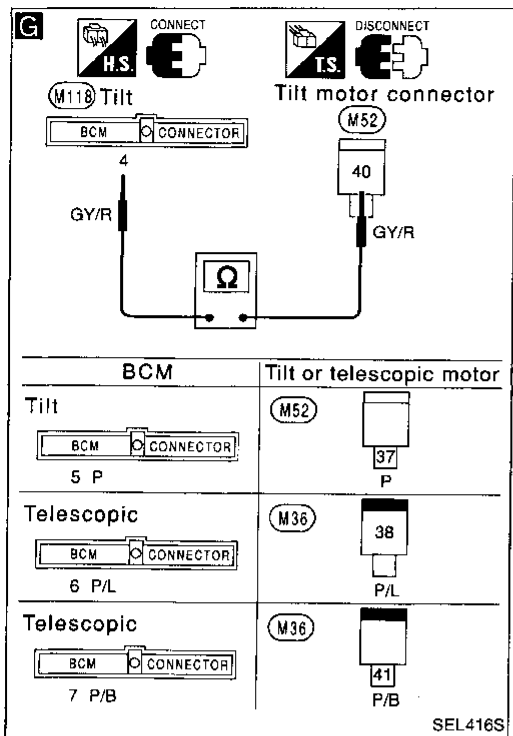 G
CONNECT
H.S.
DISCONNECT
T.S.
M118 Tilt
Tilt motor connector
M52
BCM CONNECTOR
4
40
GY/R
GY/R
Ω
BCM
Tilt or telescopic motor
Tilt
BCM CONNECTOR
5 P
M52
37
P
Telescopic
BCM CONNECTOR
6 P/L
M36
38
P/L
Telescopic
BCM CONNECTOR
7 P/B
M36
41
P/B
SEL416S